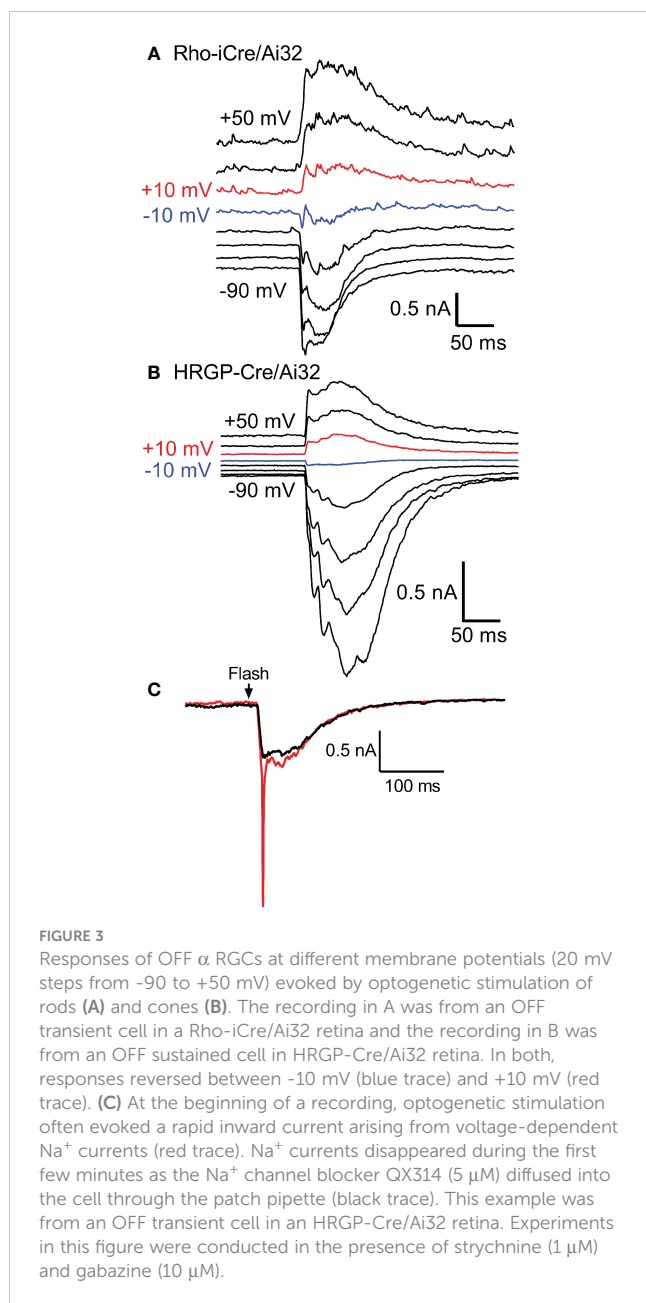 A Rho-iCre/Ai32
+50 mV
+10 mV
-10 mV
-90 mV
0.5 nA
50 ms
B HRGP-Cre/Ai32
+50 mV
+10 mV
-10 mV
-90 mV
0.5 nA
50 ms
C
Flash
0.5 nA
100 ms
FIGURE 3
Responses of OFF α RGCs at different membrane potentials (20 mV
steps from -90 to +50 mV) evoked by optogenetic stimulation of
rods (A) and cones (B). The recording in A was from an OFF
transient cell in a Rho-iCre/Ai32 retina and the recording in B was
from an OFF sustained cell in HRGP-Cre/Ai32 retina. In both,
responses reversed between -10 mV (blue trace) and +10 mV (red
trace). (C) At the beginning of a recording, optogenetic stimulation
often evoked a rapid inward current arising from voltage-dependent
Na⁺ currents (red trace). Na⁺ currents disappeared during the first
few minutes as the Na⁺ channel blocker QX314 (5 μM) diffused into
the cell through the patch pipette (black trace). This example was
from an OFF transient cell in an HRGP-Cre/Ai32 retina. Experiments
in this figure were conducted in the presence of strychnine (1 μM)
and gabazine (10 μM).